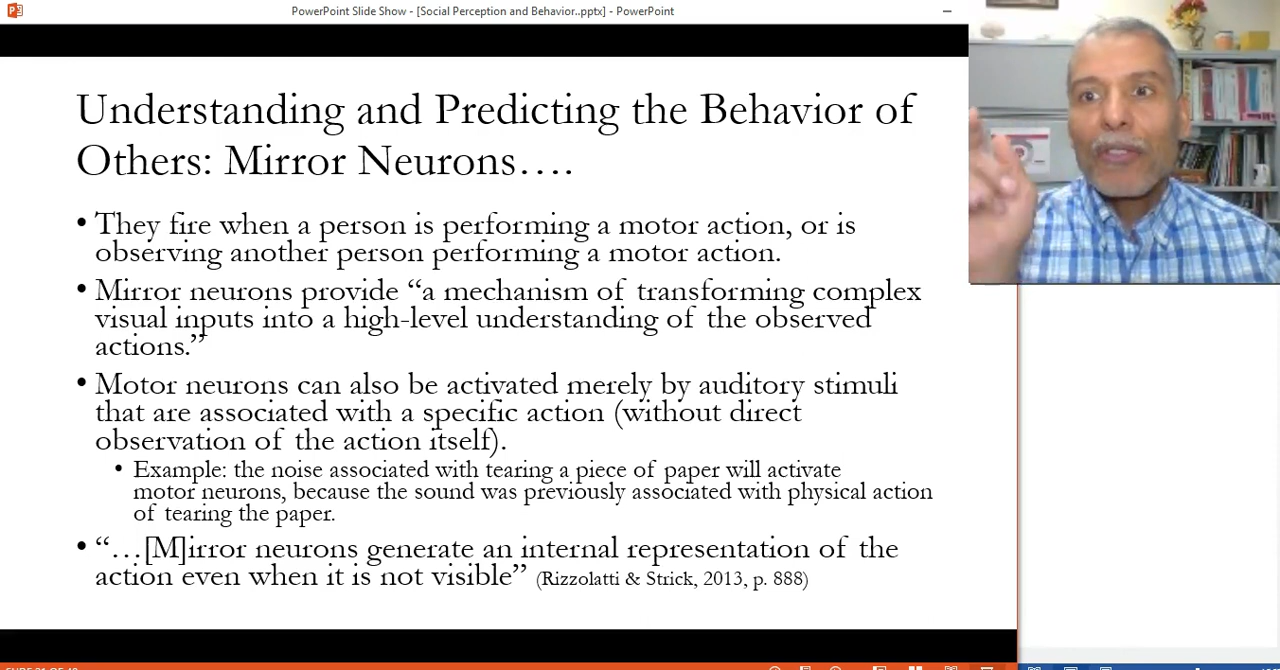 PowerPoint Slide Show - [Social Perception and Behavior..pptx] - PowerPoint
Understanding and Predicting the Behavior of
Others: Mirror Neurons….
• They fire when a person is performing a motor action, or is
observing another person performing a motor action.
• Mirror neurons provide “a mechanism of transforming complex
visual inputs into a high-level understanding of the observed
actions.”
• Motor neurons can also be activated merely by auditory stimuli
that are associated with a specific action (without direct
observation of the action itself).
• Example: the noise associated with tearing a piece of paper will activate
motor neurons, because the sound was previously associated with physical action
of tearing the paper.
• “…[M]irror neurons generate an internal representation of the
action even when it is not visible” (Rizzolatti & Strick, 2013, p. 888)